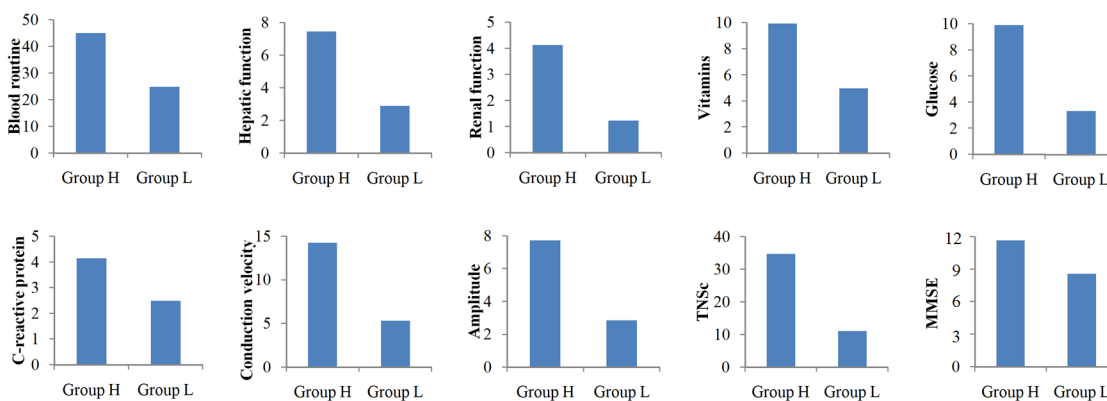 Blood routine
50
40
30
20
10
0
Group H Group L
Hepatic function
8
6
4
2
0
Group H Group L
Renal function
5
4
3
2
1
0
Group H Group L
Vitamins
10
8
6
4
2
0
Group H Group L
Glucose
10
8
6
4
2
0
Group H Group L
C-reactive protein
5
4
3
2
1
0
Group H Group L
Conduction velocity
15
10
5
0
Group H Group L
Amplitude
8
6
4
2
0
Group H Group L
TNSc
40
30
20
10
0
Group H Group L
MMSE
12
9
6
3
0
Group H Group L